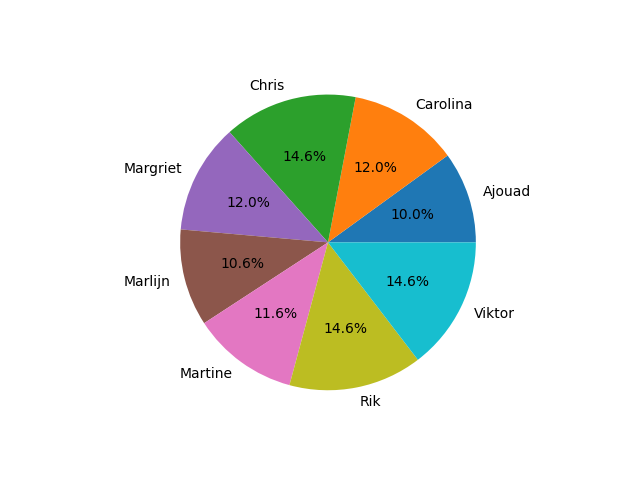 Chris
Carolina
14.6%
12.0%
Margriet
Ajouad
12.0%
10.0%
10.6%
14.6%
Marlijn
11.6%
14.6%
Viktor
Martine
Rik